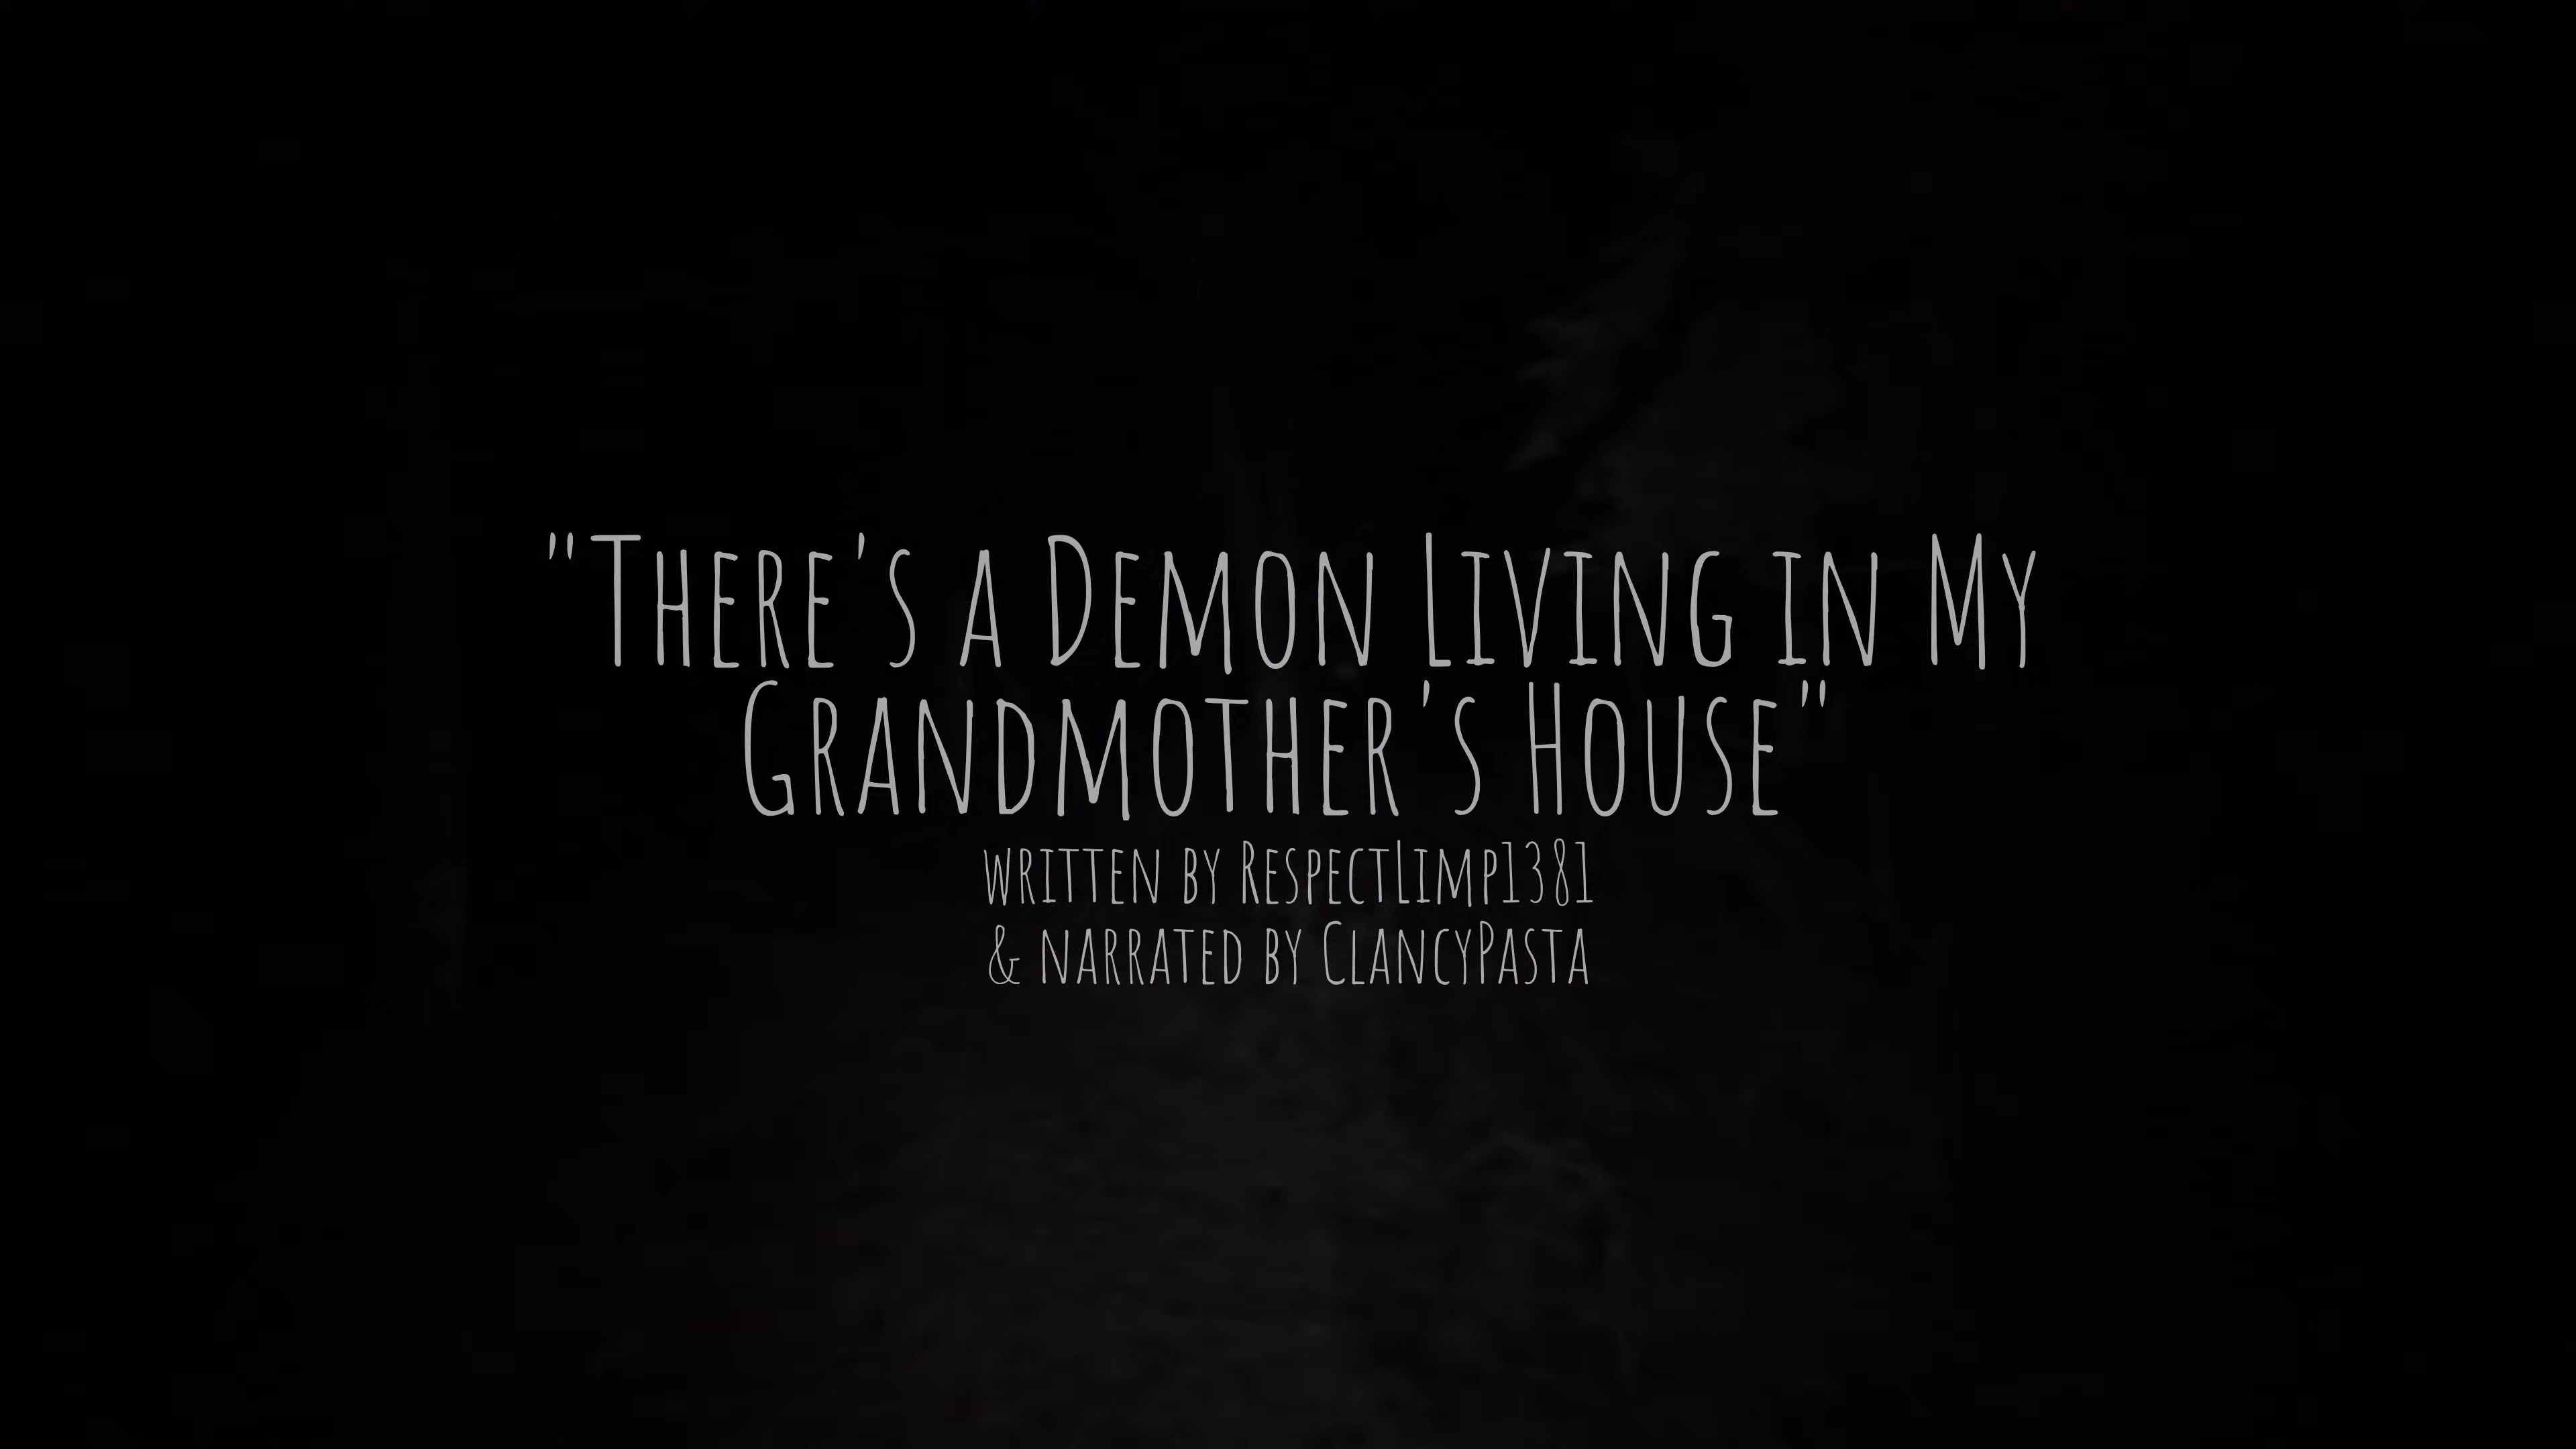 "There's a Demon Living in My
Grandmother's House"
written by RespectLimp1381
& narrated by ClancyPasta